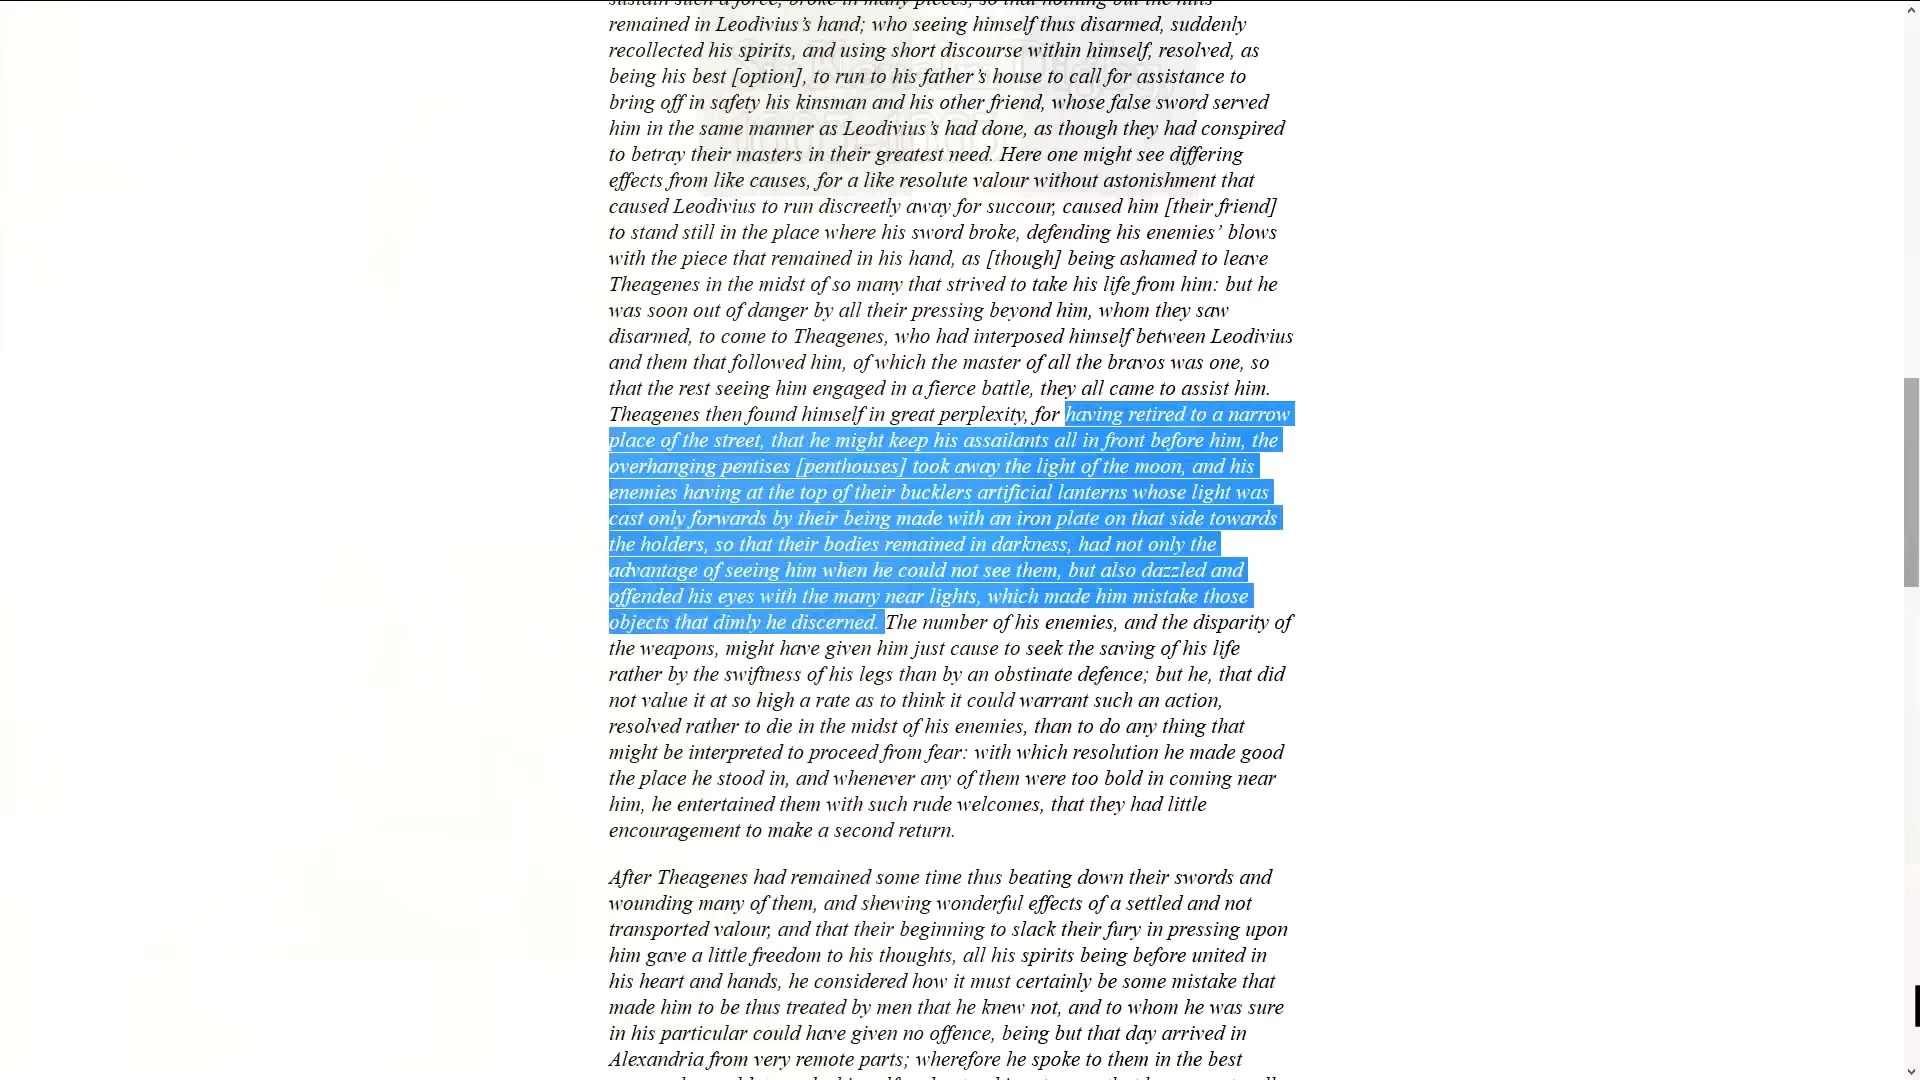 sustain such a force, broke in many pieces, so that nothing but the hilts
remained in Leodivius’s hand; who seeing himself thus disarmed, suddenly
recollected his spirits, and using short discourse within himself, resolved, as
being his best [option], to run to his father’s house to call for assistance to
bring off in safety his kinsman and his other friend, whose false sword served
him in the same manner as Leodivius’s had done, as though they had conspired
to betray their masters in their greatest need. Here one might see differing
effects from like causes, for a like resolute valour without astonishment that
caused Leodivius to run discreetly away for succour, caused him [their friend]
to stand still in the place where his sword broke, defending his enemies’ blows
with the piece that remained in his hand, as [though] being ashamed to leave
Theagenes in the midst of so many that strived to take his life from him: but he
was soon out of danger by all their pressing beyond him, whom they saw
disarmed, to come to Theagenes, who had interposed himself between Leodivius
and them that followed him, of which the master of all the bravos was one, so
that the rest seeing him engaged in a fierce battle, they all came to assist him.
Theagenes then found himself in great perplexity, for having retired to a narrow
place of the street, that he might keep his assailants all in front before him, the
overhanging pentises [penthouses] took away the light of the moon, and his
enemies having at the top of their bucklers artificial lanterns whose light was
cast only forwards by their being made with an iron plate on that side towards
the holders, so that their bodies remained in darkness, had not only the
advantage of seeing him when he could not see them, but also dazzled and
offended his eyes with the many near lights, which made him mistake those
objects that dimly he discerned. The number of his enemies, and the disparity of
the weapons, might have given him just cause to seek the saving of his life
rather by the swiftness of his legs than by an obstinate defence; but he, that did
not value it at so high a rate as to think it could warrant such an action,
resolved rather to die in the midst of his enemies, than to do any thing that
might be interpreted to proceed from fear: with which resolution he made good
the place he stood in, and whenever any of them were too bold in coming near
him, he entertained them with such rude welcomes, that they had little
encouragement to make a second return.
After Theagenes had remained some time thus beating down their swords and
wounding many of them, and shewing wonderful effects of a settled and not
transported valour, and that their beginning to slack their fury in pressing upon
him gave a little freedom to his thoughts, all his spirits being before united in
his heart and hands, he considered how it must certainly be some mistake that
made him to be thus treated by men that he knew not, and to whom he was sure
in his particular could have given no offence, being but that day arrived in
Alexandria from very remote parts; wherefore he spoke to them in the best